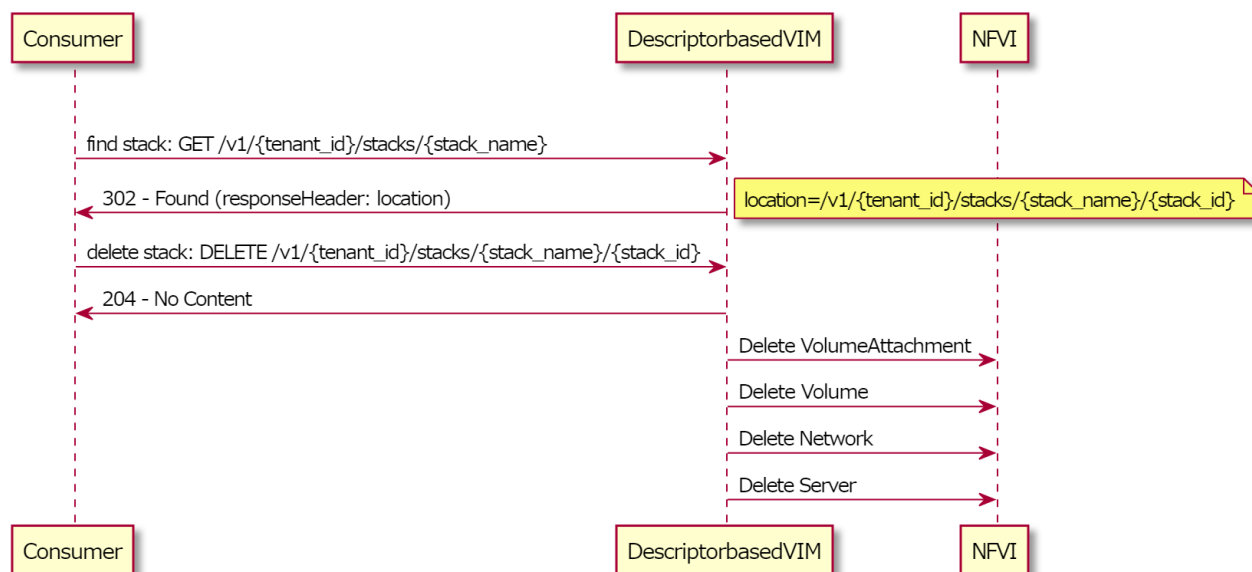 Consumer
DescriptorbasedVIM
NFVI
find stack: GET /v1/{tenant_id}/stacks/{stack_name}
302 - Found (responseHeader: location)
location=/v1/{tenant_id}/stacks/{stack_name}/{stack_id}
delete stack: DELETE /v1/{tenant_id}/stacks/{stack_name}/{stack_id}
204 - No Content
Delete VolumeAttachment
Delete Volume
Delete Network
Delete Server
Consumer
DescriptorbasedVIM
NFVI